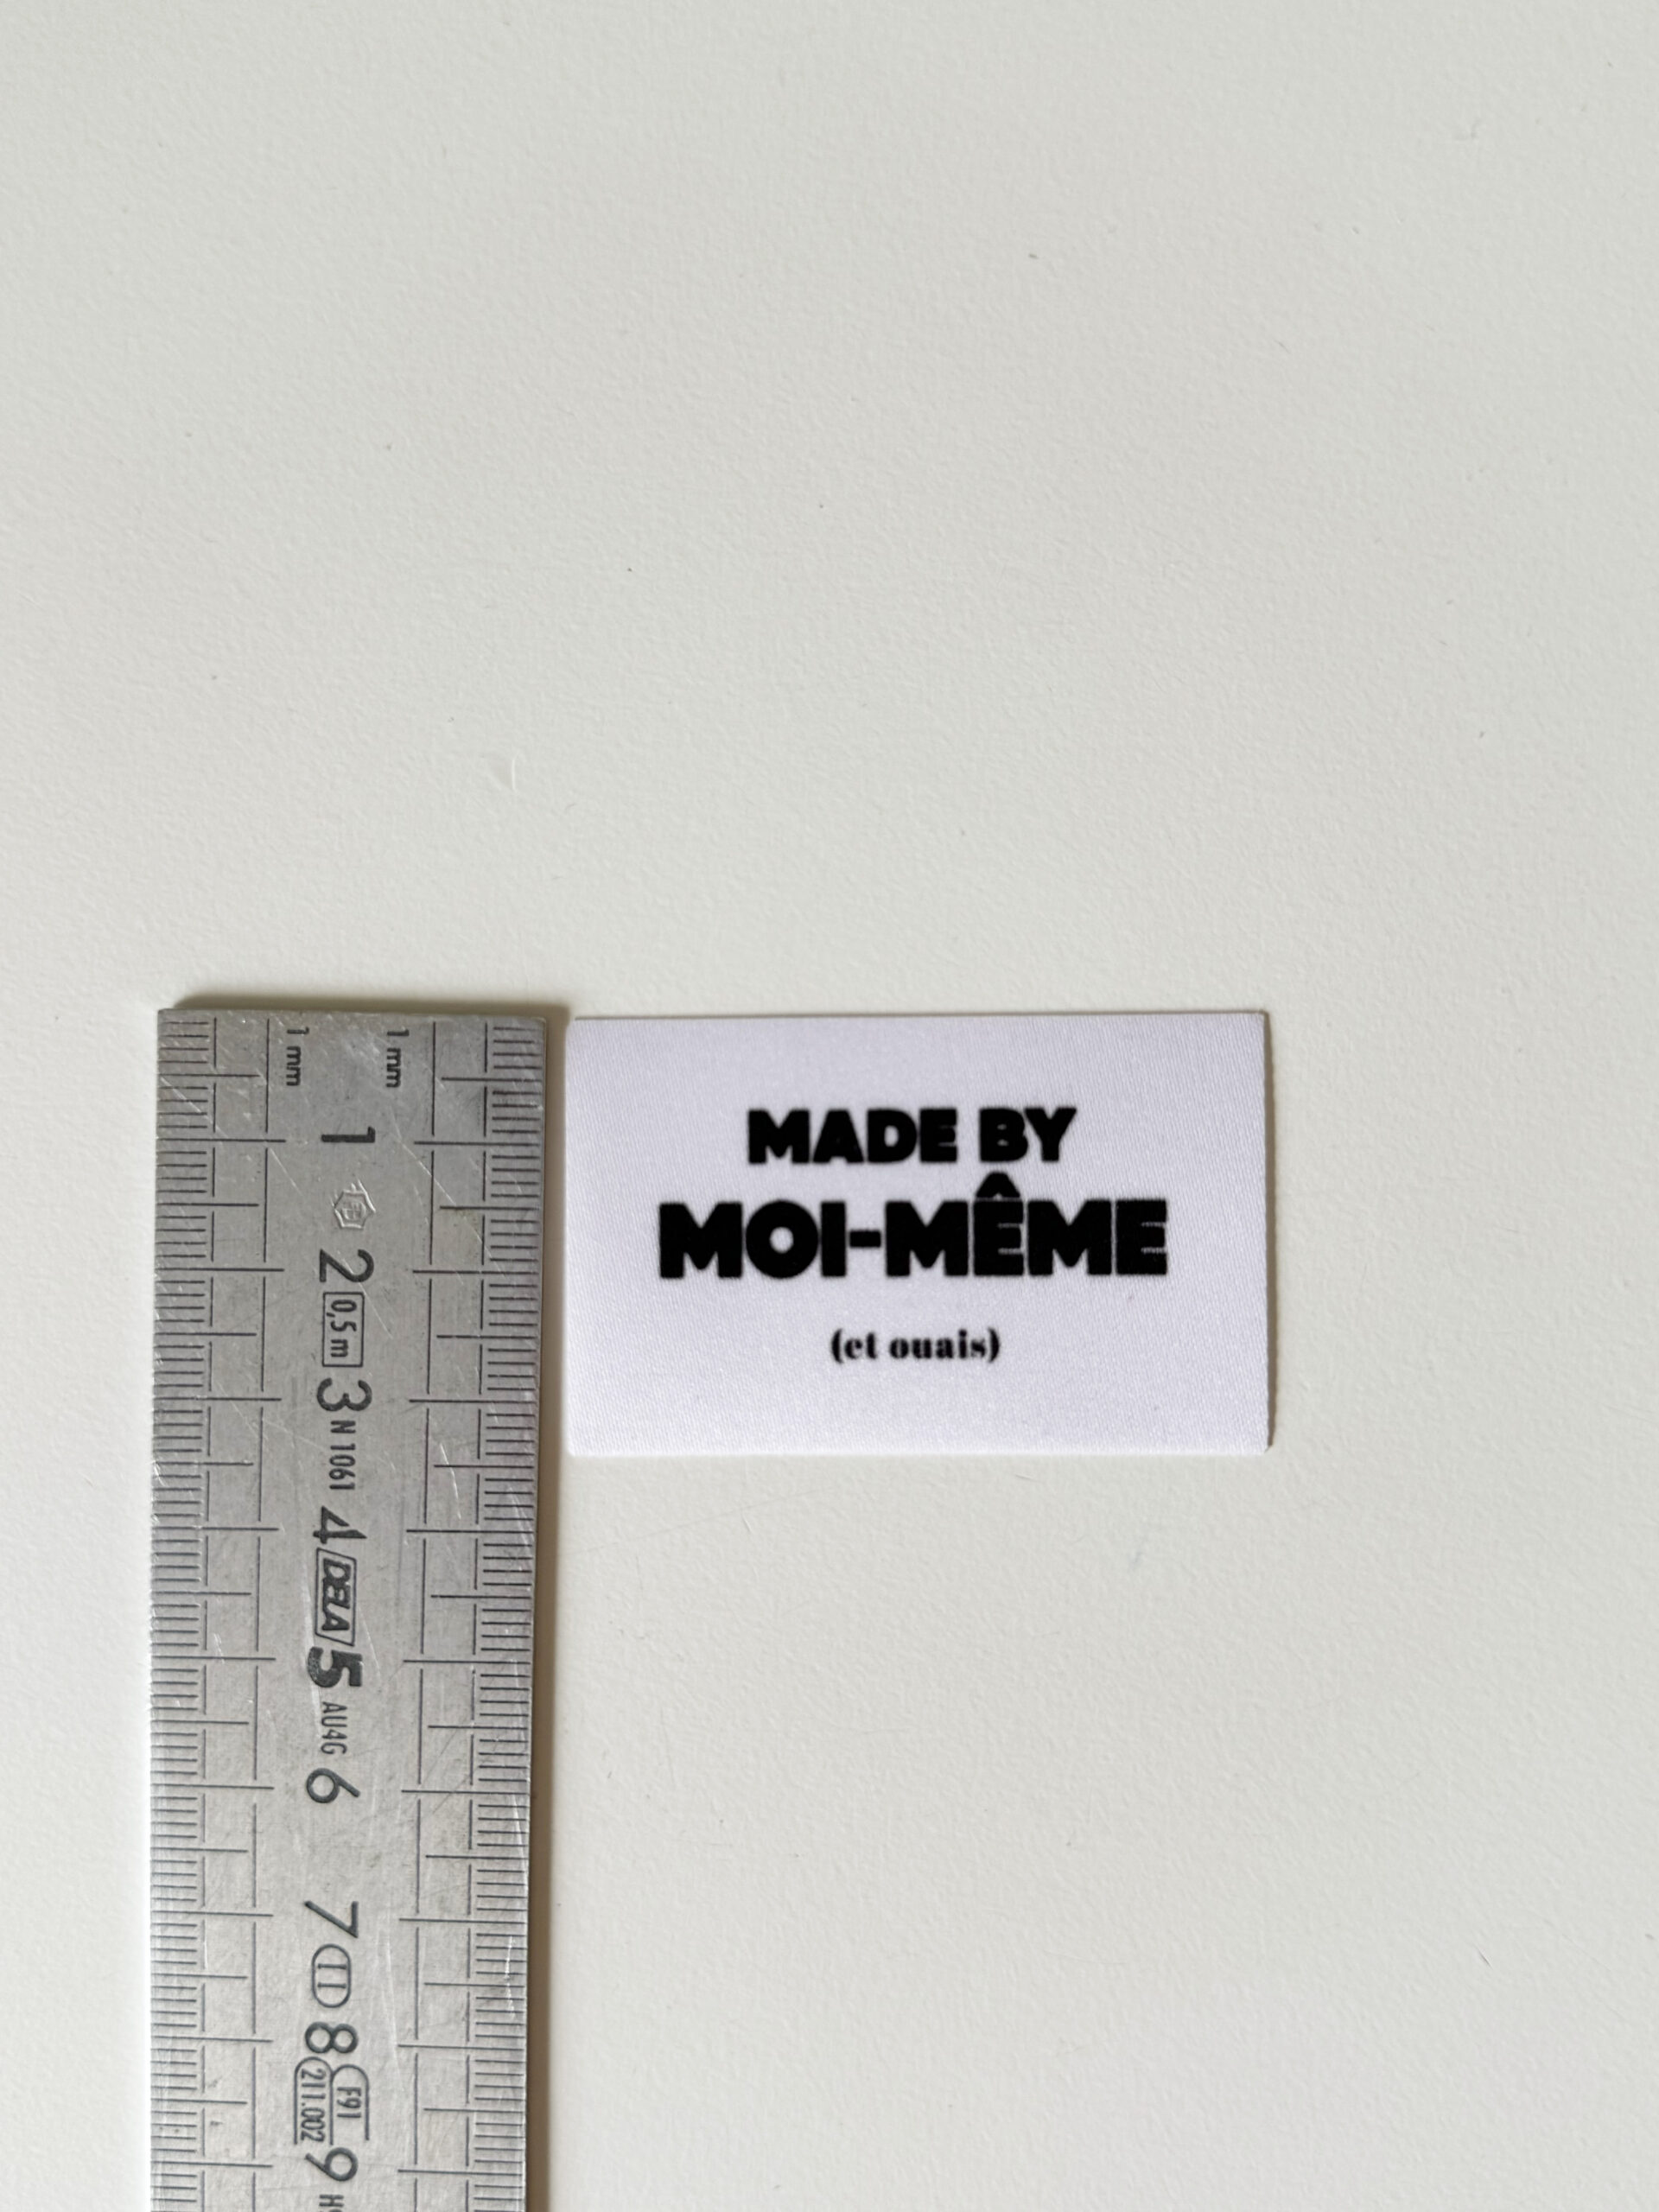 1 mm
1 mm
1
2 0,5 m
3 N 1061
4 DELA
5 AU4G
6
7 II
8 F91
211.002
9
MADE BY
MOI-MÊME
(et ouais)